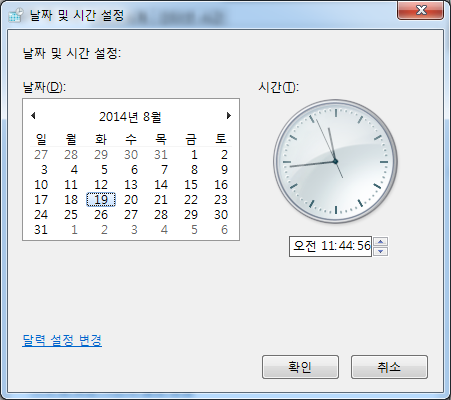 날짜 및 시간 설정
날짜 및 시간 설정:
날짜(D): 시간(T):
2014년 8월
일 월 화 수 목 금 토
27 28 29 30 31 1 2
3 4 5 6 7 8 9
10 11 12 13 14 15 16
17 18 19 20 21 22 23
24 25 26 27 28 29 30
31 1 2 3 4 5 6
오전 11:44:56
달력 설정 변경
확인 취소